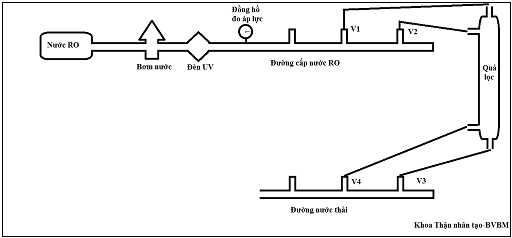 Đồng hồ
đo áp lực
V1
V2
Nước RO
Bơm nước
Đèn UV
Đường cấp nước RO
Quả
lọc
V4
V3
Đường nước thải
Khoa Thận nhân tạo-BVBM